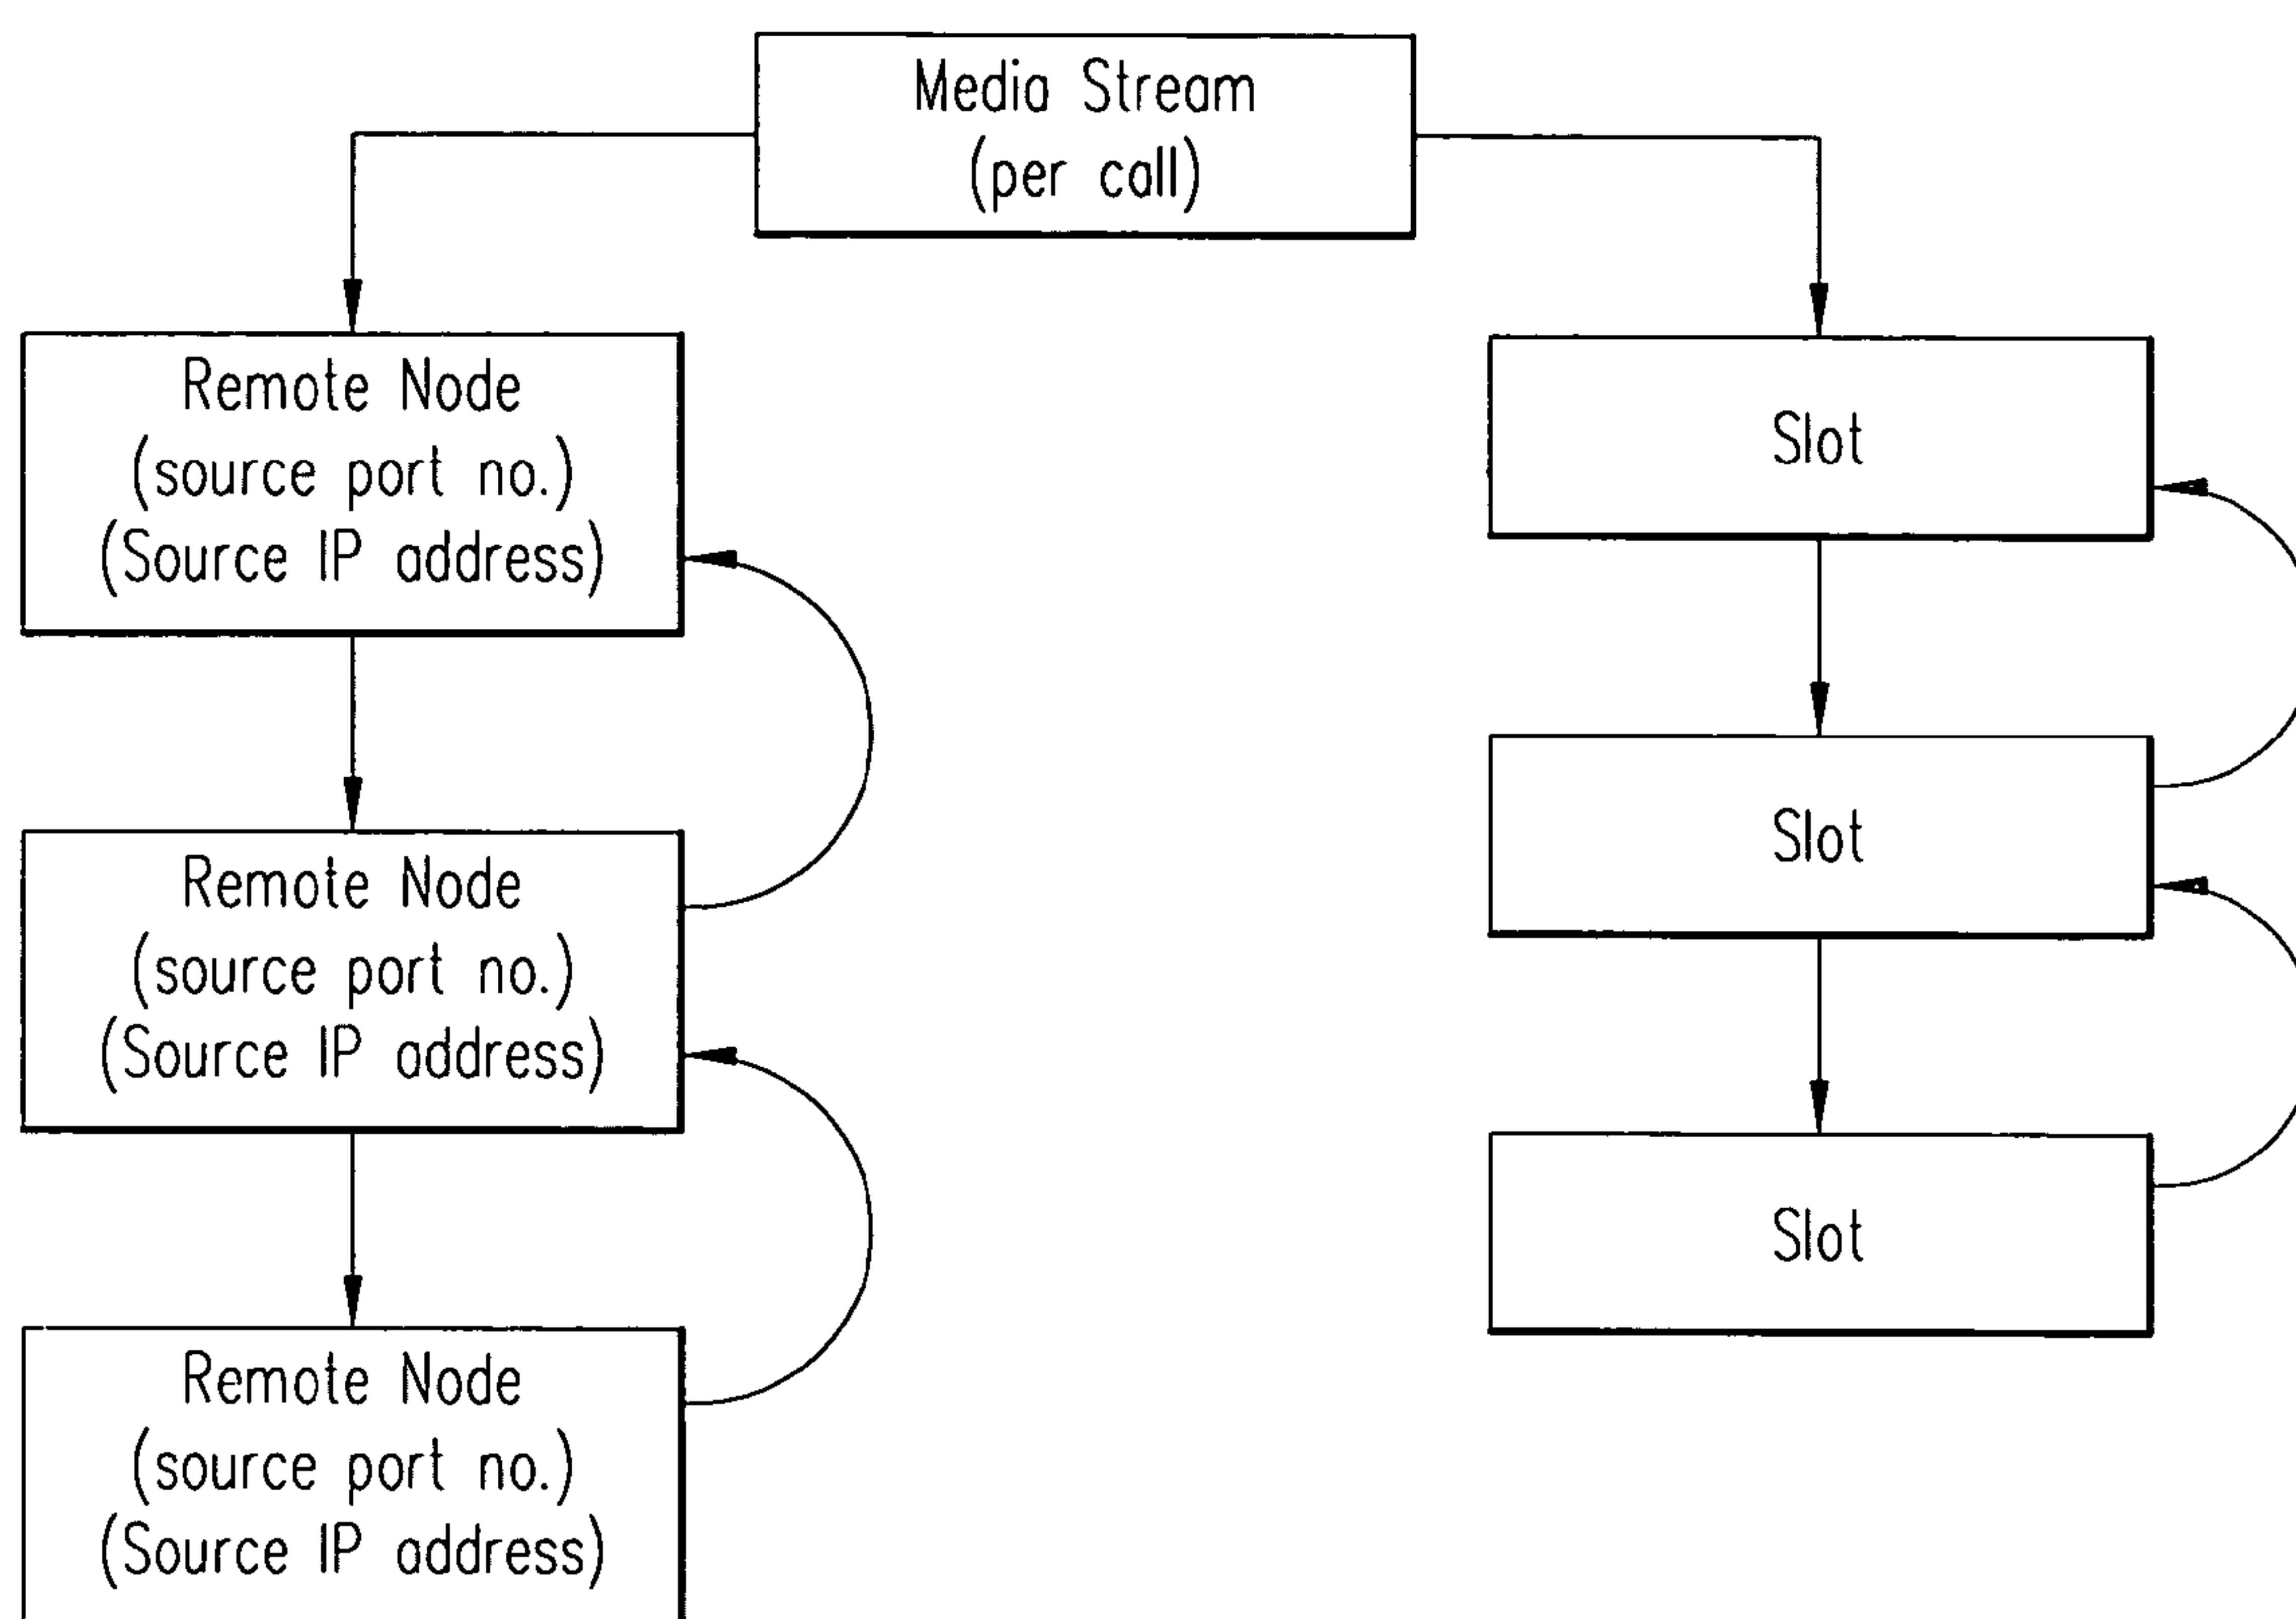 Media Stream
(per call)
Remote Node
(source port no.)
(Source IP address)
Slot
Remote Node
(source port no.)
(Source IP address)
Slot
Remote Node
(source port no.)
(Source IP address)
Slot